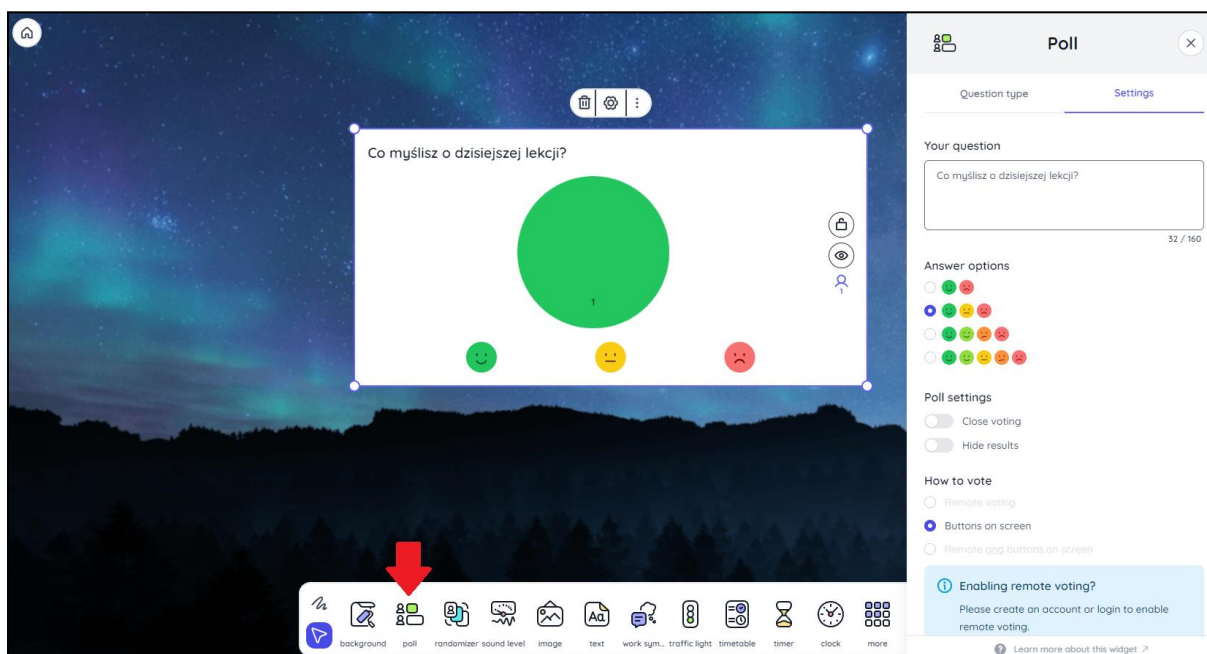 Poll
Question type
Settings
Co myślisz o dzisiejszej lekcji?
1
1
Your question
Co myślisz o dzisiejszej lekcji?
32 / 160
Answer options
Poll settings
Close voting
Hide results
How to vote
Remote voting
Buttons on screen
Remote and buttons on screen
Enabling remote voting?
Please create an account or login to enable
remote voting.
Learn more about this widget
background
poll
randomizer
sound level
image
Aa
text
work sym...
traffic light
timetable
timer
clock
more